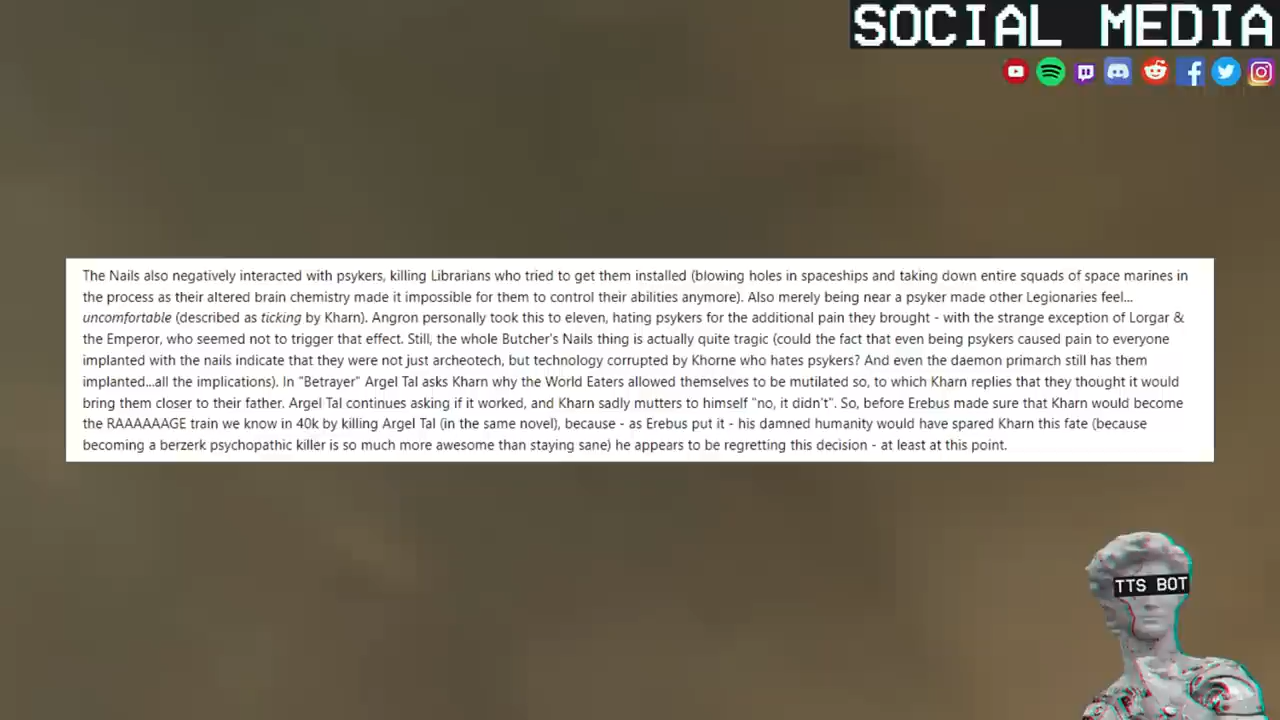 SOCIAL MEDIA
The Nails also negatively interacted with psykers, killing Librarians who tried to get them installed (blowing holes in spaceships and taking down entire squads of space marines in
the process as their altered brain chemistry made it impossible for them to control their abilities anymore). Also merely being near a psyker made other Legionaries feel...
uncomfortable (described as ticking by Kharn). Angron personally took this to eleven, hating psykers for the additional pain they brought - with the strange exception of Lorgar &
the Emperor, who seemed not to trigger that effect. Still, the whole Butcher's Nails thing is actually quite tragic (could the fact that even being psykers caused pain to everyone
implanted with the nails indicate that they were not just archeotech, but technology corrupted by Khorne who hates psykers? And even the daemon primarch still has them
implanted...all the implications). In "Betrayer" Argel Tal asks Kharn why the World Eaters allowed themselves to be mutilated so, to which Kharn replies that they thought it would
bring them closer to their father. Argel Tal continues asking if it worked, and Kharn sadly mutters to himself "no, it didn't". So, before Erebus made sure that Kharn would become
the RAAAAAAGE train we know in 40k by killing Argel Tal (in the same novel), because - as Erebus put it - his damned humanity would have spared Kharn this fate (because
becoming a berzerk psychopathic killer is so much more awesome than staying sane) he appears to be regretting this decision - at least at this point.
TTS BOT